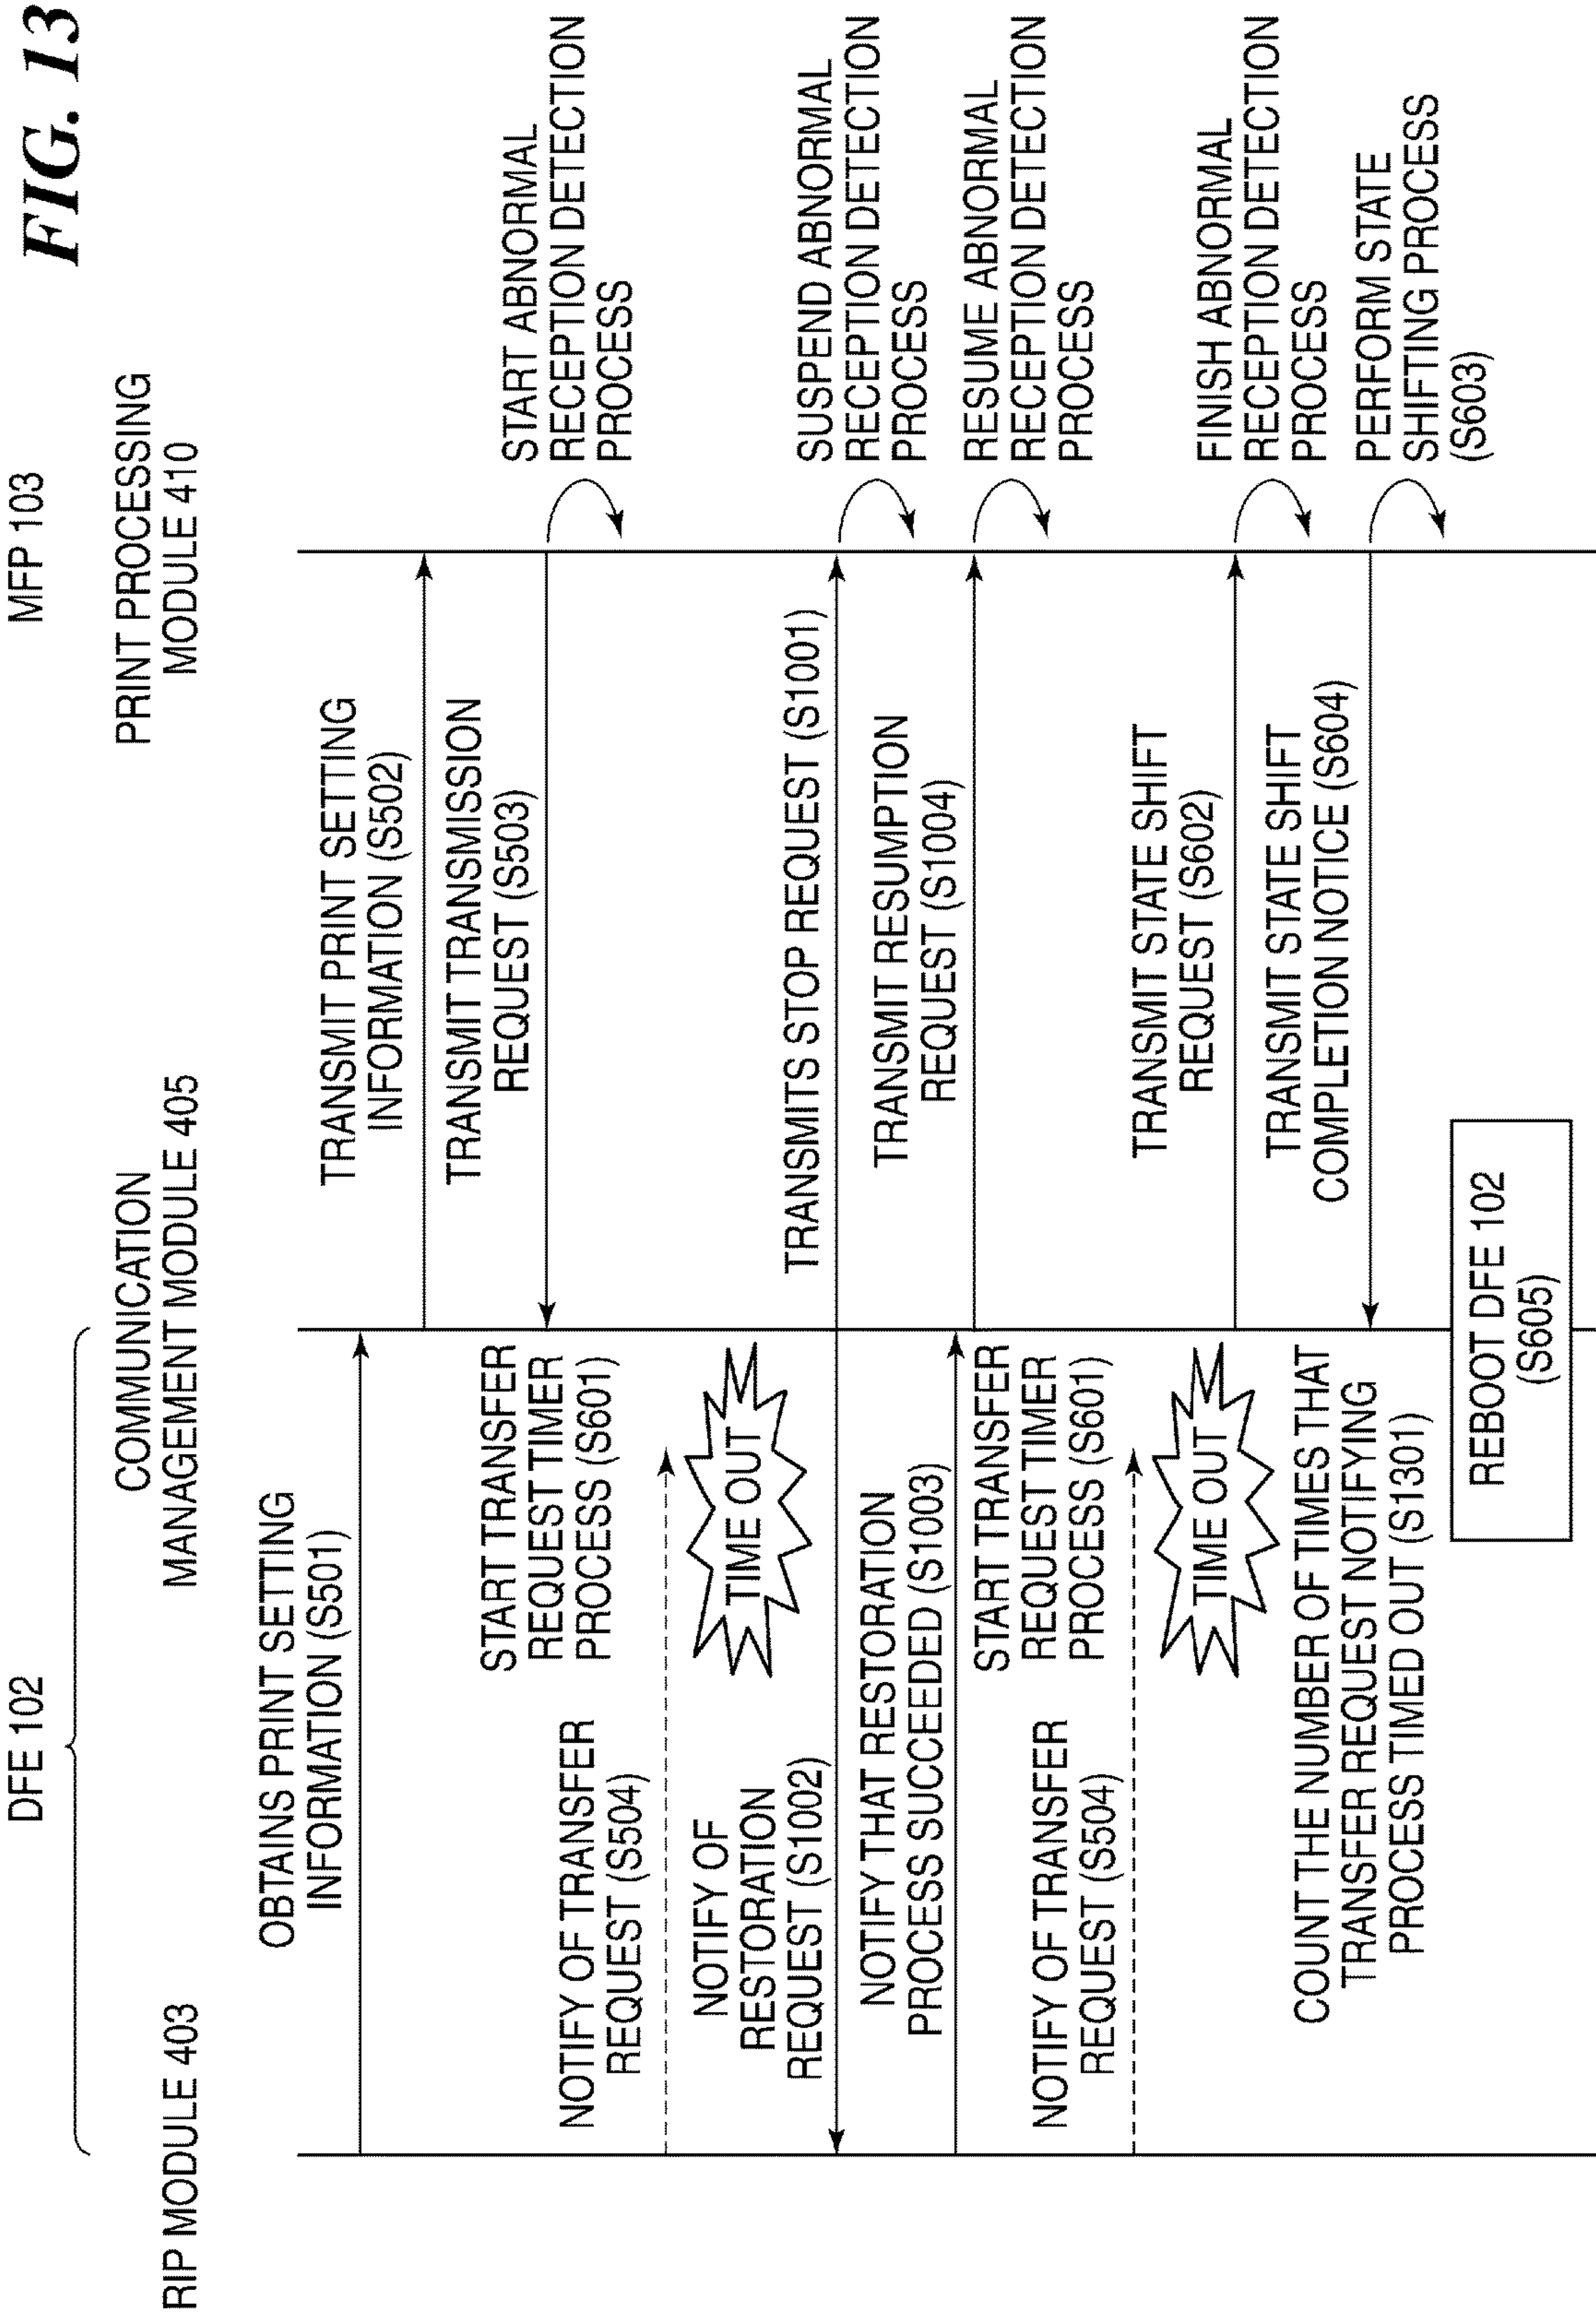 FIG. 13
DFE 102
MFP 103
RIP MODULE 403
COMMUNICATION
MANAGEMENT MODULE 405
PRINT PROCESSING
MODULE 410
OBTAINS PRINT SETTING
INFORMATION (S501)
TRANSMIT PRINT SETTING
INFORMATION (S502)
TRANSMIT TRANSMISSION
REQUEST (S503)
START ABNORMAL
RECEPTION DETECTION
PROCESS
START TRANSFER
REQUEST TIMER
PROCESS (S601)
NOTIFY OF TRANSFER
REQUEST (S504)
TIME OUT
NOTIFY OF
RESTORATION
REQUEST (S1002)
TRANSMITS STOP REQUEST (S1001)
SUSPEND ABNORMAL
RECEPTION DETECTION
PROCESS
NOTIFY THAT RESTORATION
PROCESS SUCCEEDED (S1003)
TRANSMIT RESUMPTION
REQUEST (S1004)
RESUME ABNORMAL
RECEPTION DETECTION
PROCESS
START TRANSFER
REQUEST TIMER
PROCESS (S601)
NOTIFY OF TRANSFER
REQUEST (S504)
TIME OUT
TRANSMIT STATE SHIFT
REQUEST (S602)
FINISH ABNORMAL
RECEPTION DETECTION
PROCESS
COUNT THE NUMBER OF TIMES THAT
TRANSFER REQUEST NOTIFYING
PROCESS TIMED OUT (S1301)
TRANSMIT STATE SHIFT
COMPLETION NOTICE (S604)
PERFORM STATE
SHIFTING PROCESS
(S603)
REBOOT DFE 102
(S605)